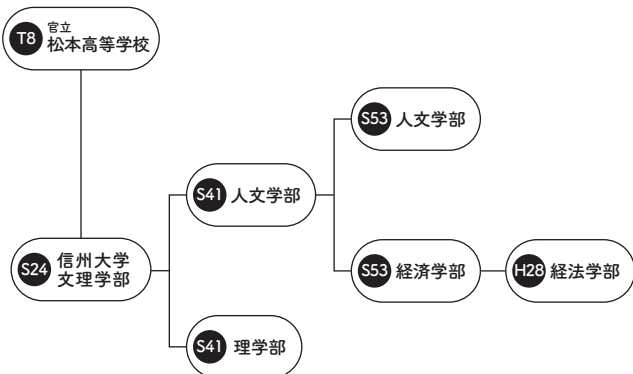 T8 官立
松本高等学校
S53 人文学部
S41 人文学部
S24 信州大学
文理学部
S53 経済学部
H28 経法学部
S41 理学部